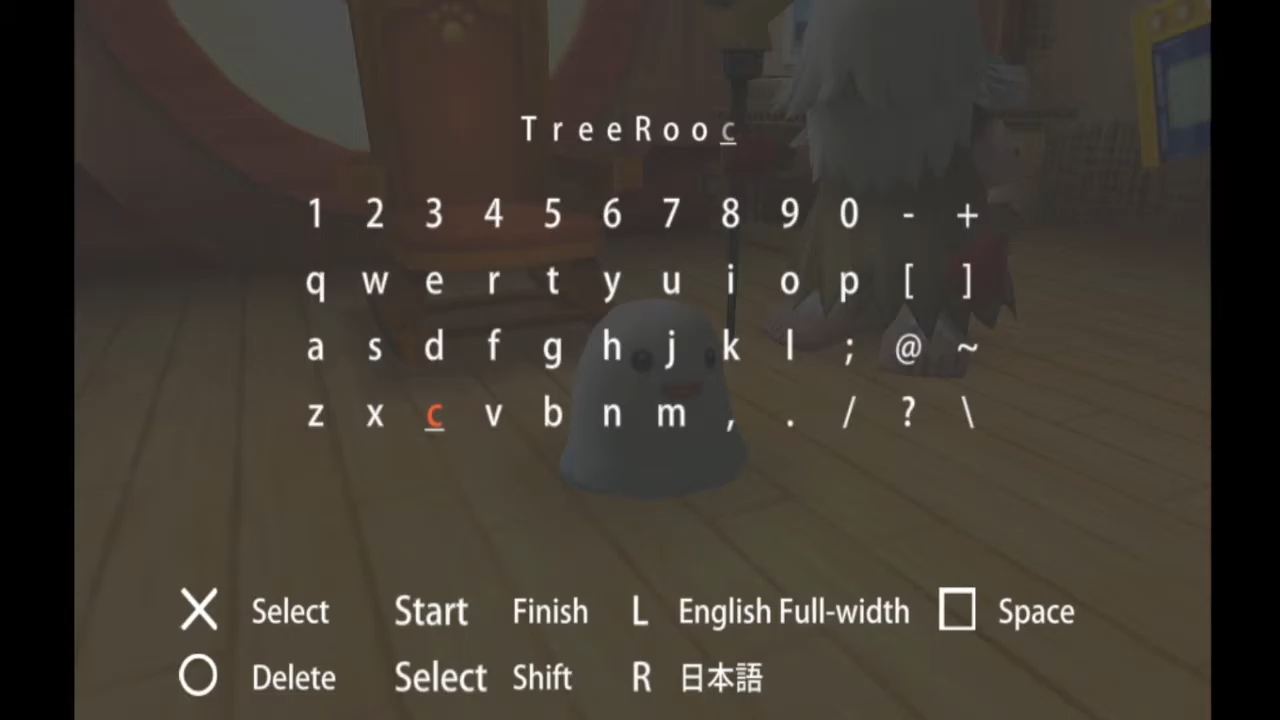 TreeRooc
1 2 3 4 5 6 7 8 9 0 - +
q w e r t y u i o p [ ]
a s d f g h j k l ; @ ~
z x c v b n m , . / ? \
Select Start Finish L English Full-width Space
Delete Select Shift R 日本語